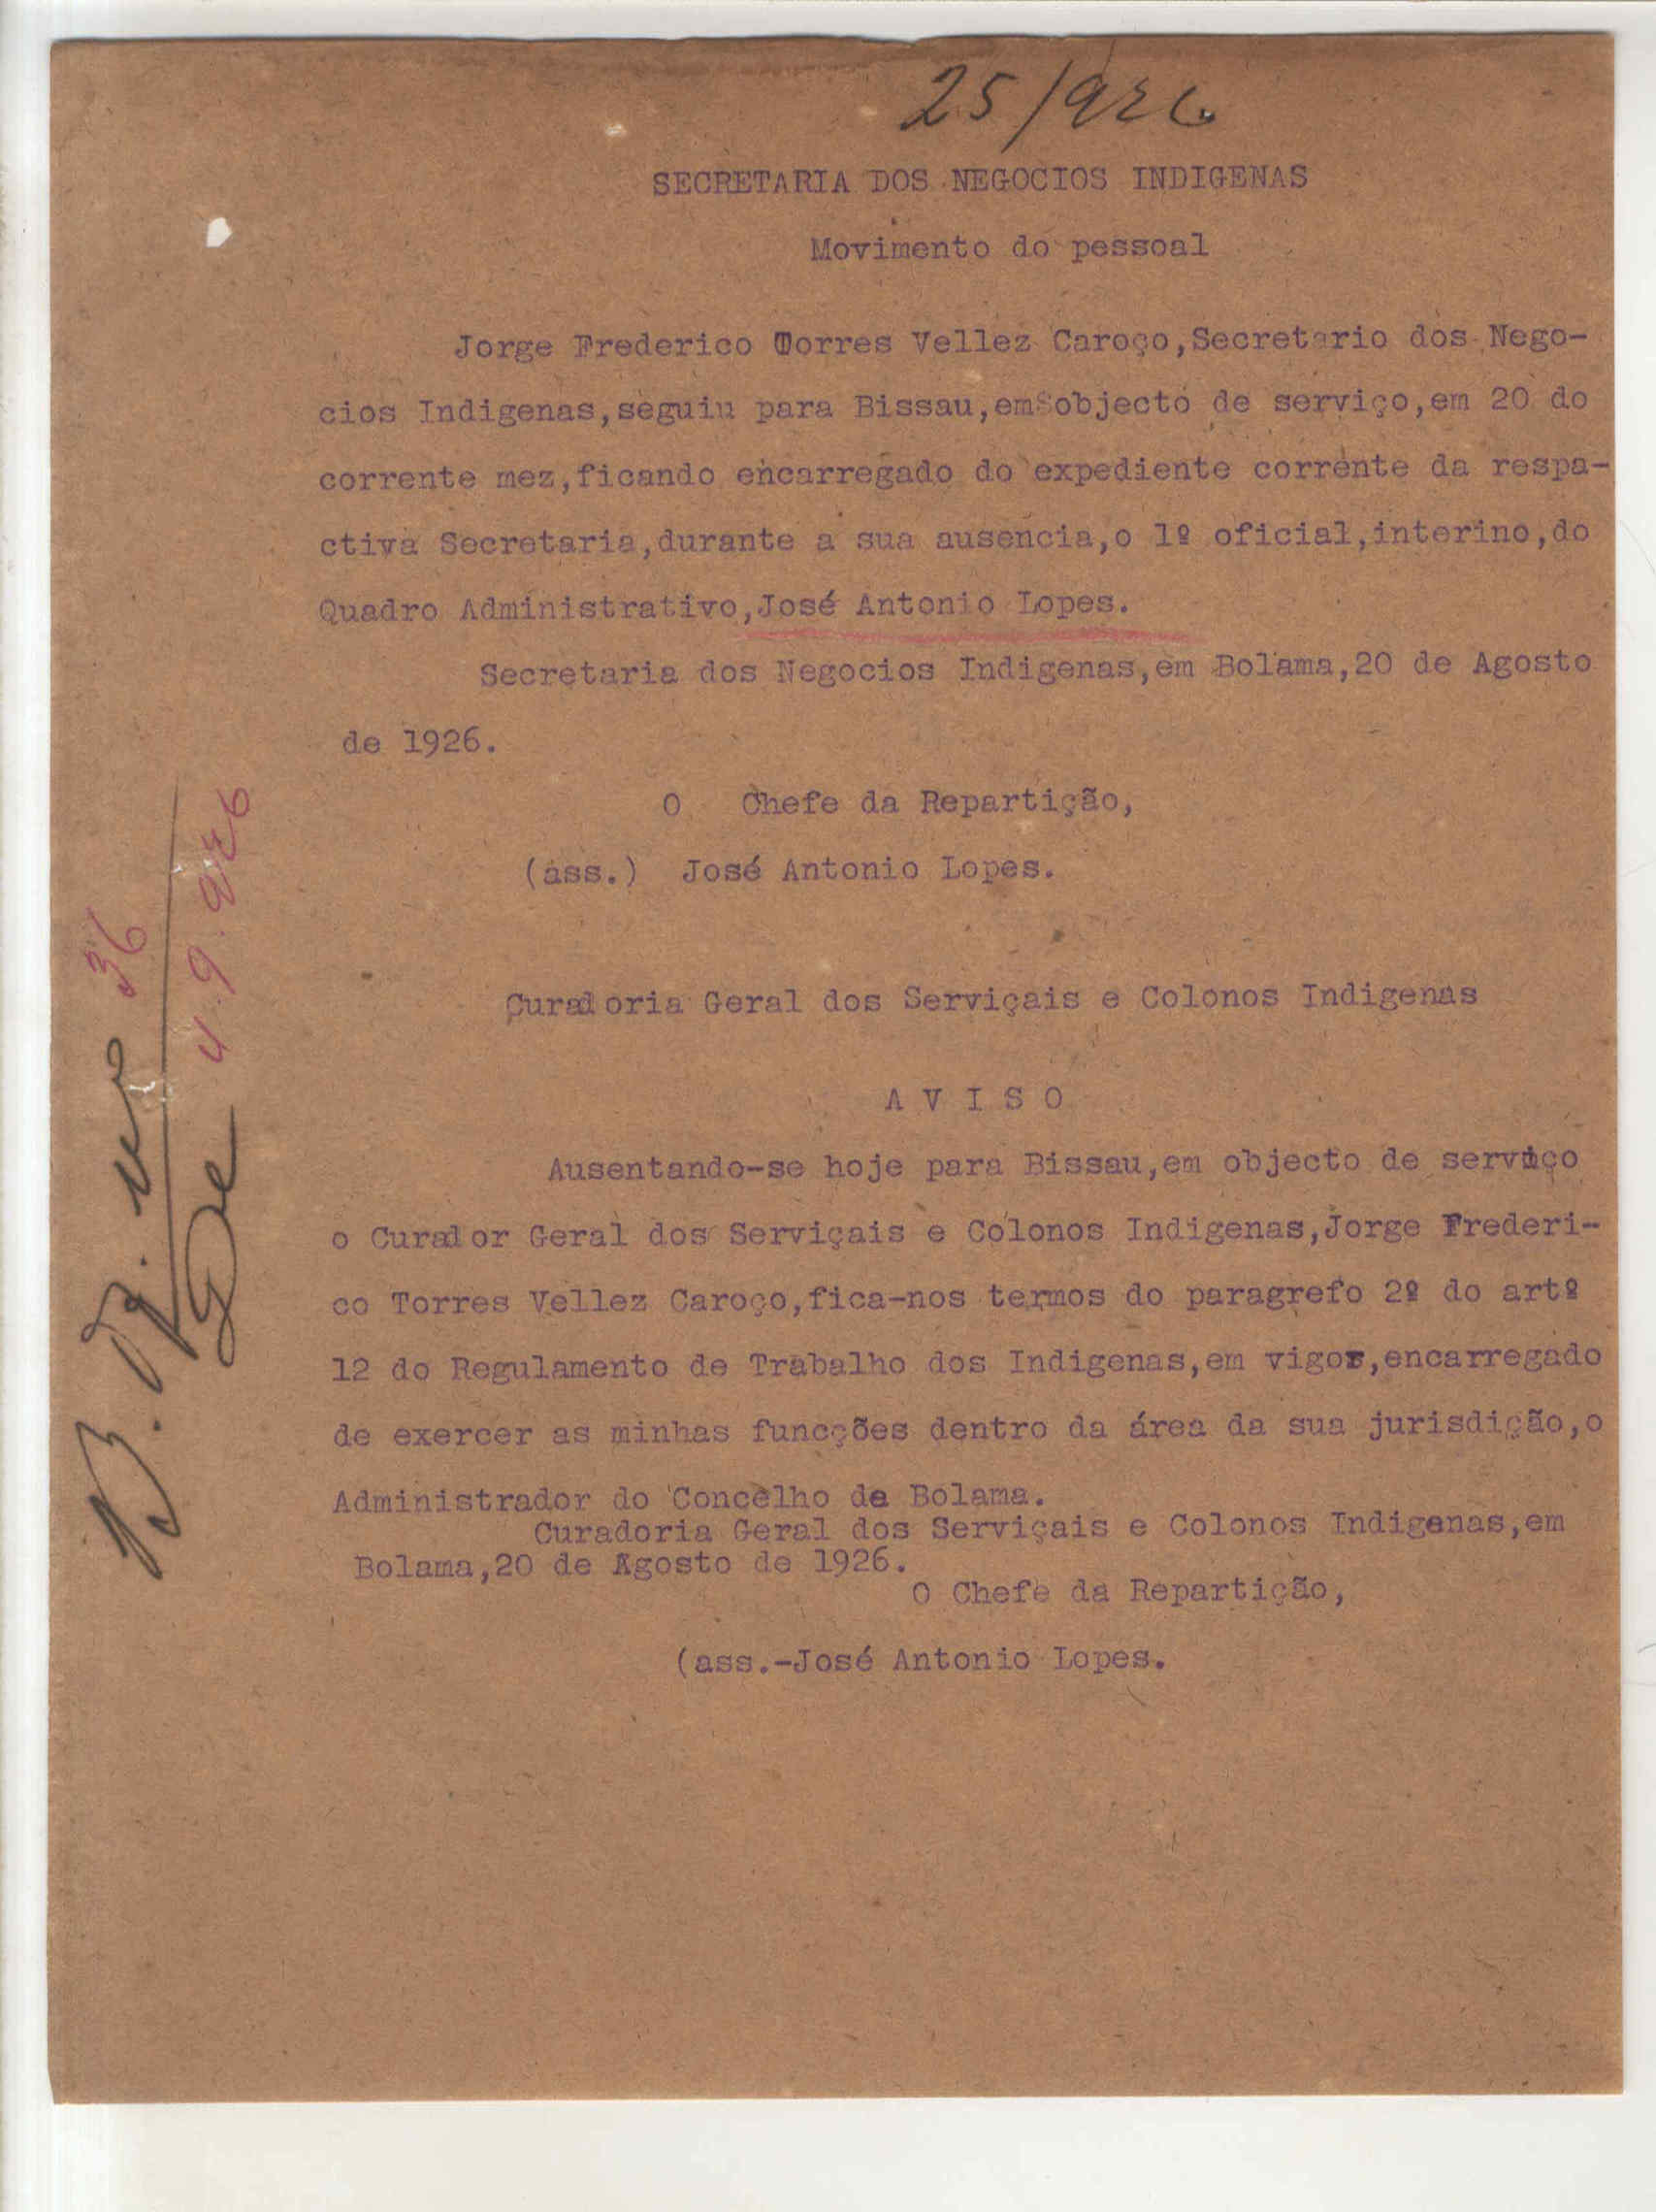 25/926
SECRETARIA DOS NEGOCIOS INDIGENAS
Movimento do pessoal
Jorge Frederico Torres Vellez Caroço,Secretario dos Nego-
cios Indigenas,seguiu para Bissau,em objecto de serviço,em 20 do
corrente mez,ficando encarregado do expediente corrente da respa-
ctiva Secretaria,durante a sua ausencia,o 1º oficial,interino,do
Quadro Administrativo,José Antonio Lopes.
Secretaria dos Negocios Indigenas,em Bolama,20 de Agosto
de 1926.
O Chefe da Repartição,
(ass.) José Antonio Lopes.
Curadoria Geral dos Serviçais e Colonos Indigenas
A V I S O
Ausentando-se hoje para Bissau,em objecto de serviço
o Curador Geral dos Serviçais e Colonos Indigenas,Jorge Frederi-
co Torres Vellez Caroço,fica-nos termos do paragrefo 2º do artº
12 do Regulamento de Trabalho dos Indigenas,em vigor,encarregado
de exercer as minhas funcções dentro da área da sua jurisdição,o
Administrador do Concelho de Bolama.
Curadoria Geral dos Serviçais e Colonos Indigenas,em
Bolama,20 de Agosto de 1926.
O Chefe da Repartição,
(ass.-José Antonio Lopes.
B. Of. nº 36
De 4.9.926